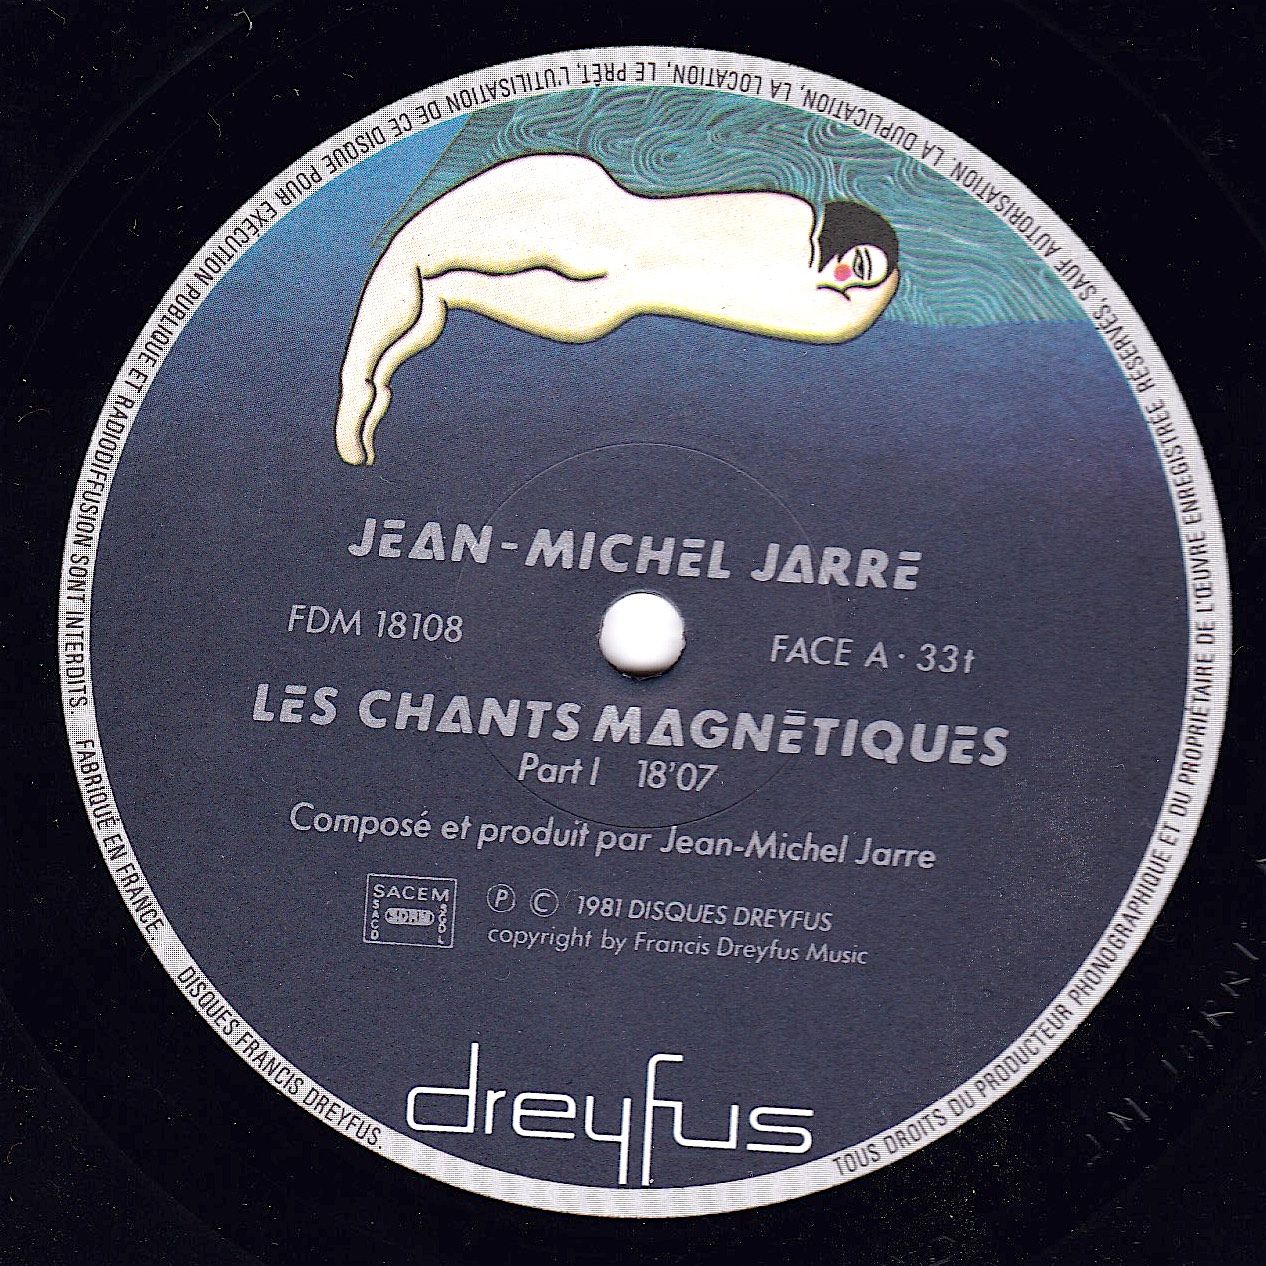 JEAN-MICHEL JARRE
FDM 18108
FACE A · 33t
LES CHANTS MAGNĒTIQUES
Part I 18'07
Composé et produit par Jean-Michel Jarre
SACEM
SACD
SDRM
SGDL
Ⓟ © 1981 DISQUES DREYFUS
copyright by Francis Dreyfus Music
dreyfus
TOUS DROITS DU PRODUCTEUR PHONOGRAPHIQUE ET DU PROPRIÉTAIRE DE L'ŒUVRE ENREGISTRÉE RÉSERVÉS, SAUF AUTORISATION, LA DUPLICATION, LA LOCATION, LE PRÊT, L'UTILISATION DE CE DISQUE POUR EXÉCUTION PUBLIQUE ET RADIODIFFUSION SONT INTERDITS. FABRIQUÉ EN FRANCE DISQUES FRANCIS DREYFUS.